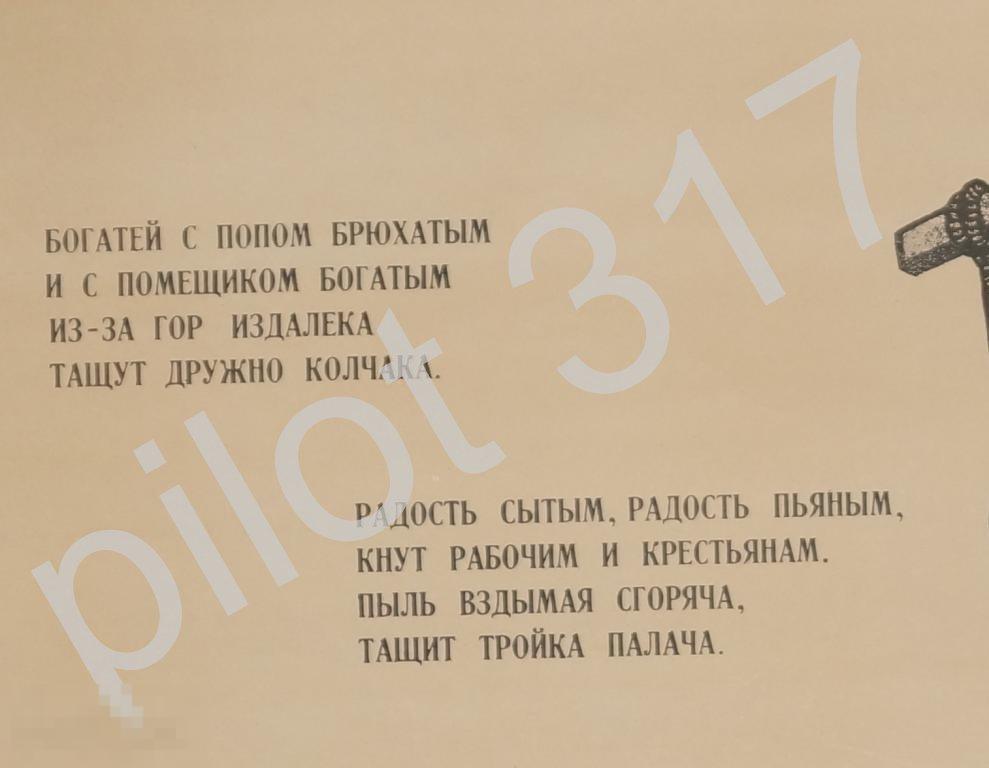 БОГАТЕЙ С ПОПОМ БРЮХАТЫМ
И С ПОМЕЩИКОМ БОГАТЫМ
ИЗ-ЗА ГОР ИЗДАЛЕКА
ТАЩУТ ДРУЖНО КОЛЧАКА.
РАДОСТЬ СЫТЫМ, РАДОСТЬ ПЬЯНЫМ,
КНУТ РАБОЧИМ И КРЕСТЬЯНАМ.
ПЫЛЬ ВЗДЫМАЯ СГОРЯЧА,
ТАЩИТ ТРОЙКА ПАЛАЧА.
pilot 317